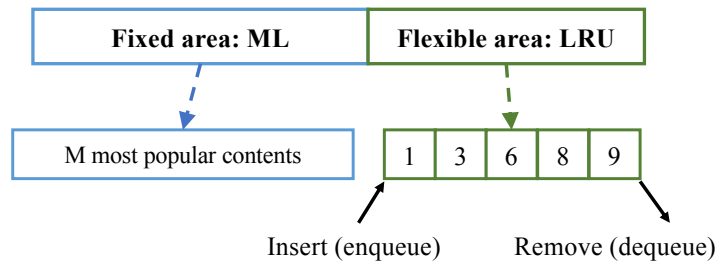 Fixed area: ML Flexible area: LRU
M most popular contents 1 3 6 8 9
Insert (enqueue) Remove (dequeue)